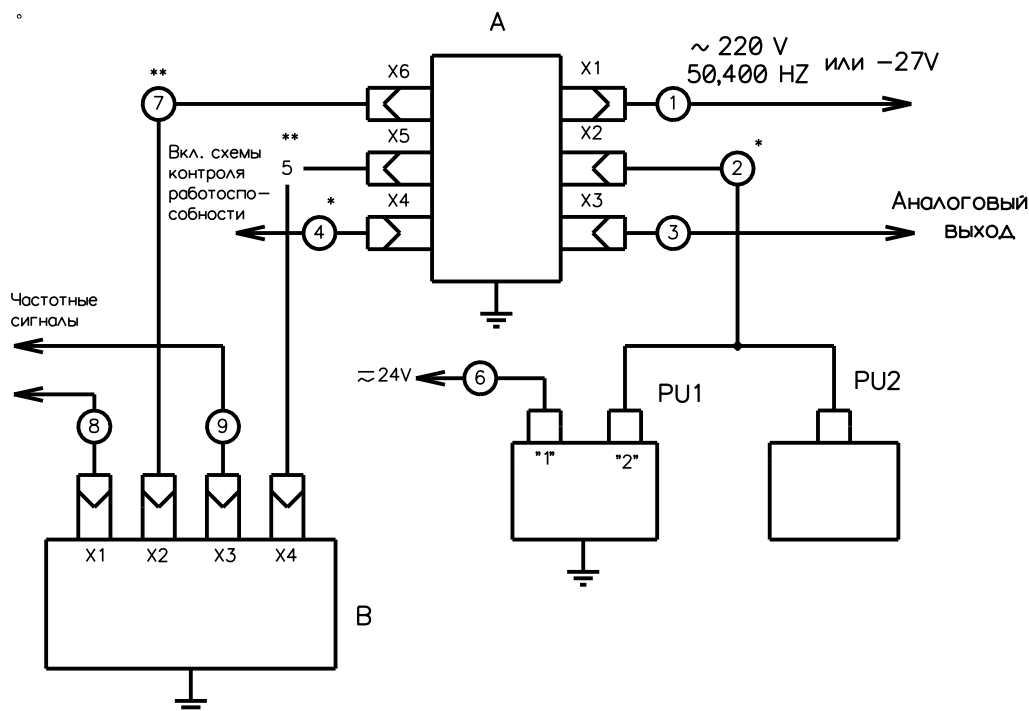 °
A
~ 220 V
50,400 HZ или -27V
X6
X1
**
7
1
X5
X2
**
*
Вкл. схемы
контроля
работоспо-
собности
5
2
X4
X3
*
4
3
Аналоговый
выход
Частотные
сигналы
≂ 24V
6
PU1
PU2
8
9
"1"
"2"
X1
X2
X3
X4
B